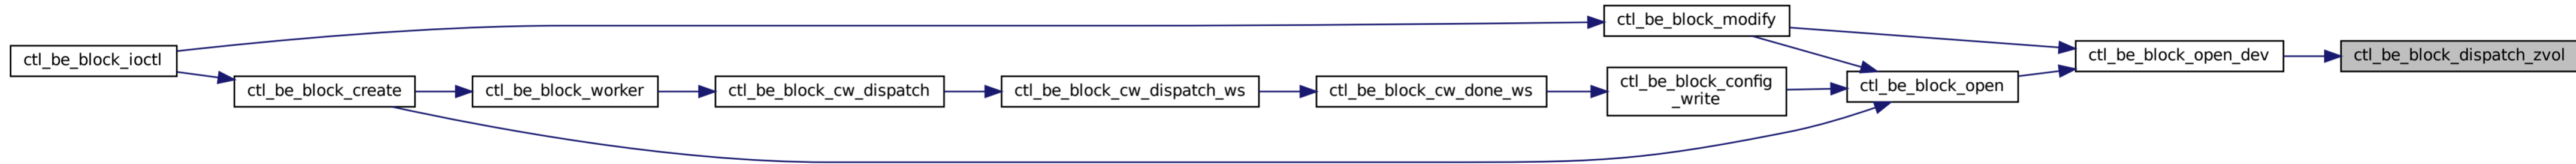 ctl_be_block_ioctl
ctl_be_block_create
ctl_be_block_worker
ctl_be_block_cw_dispatch
ctl_be_block_cw_dispatch_ws
ctl_be_block_cw_done_ws
ctl_be_block_modify
ctl_be_block_config
_write
ctl_be_block_open
ctl_be_block_open_dev
ctl_be_block_dispatch_zvol